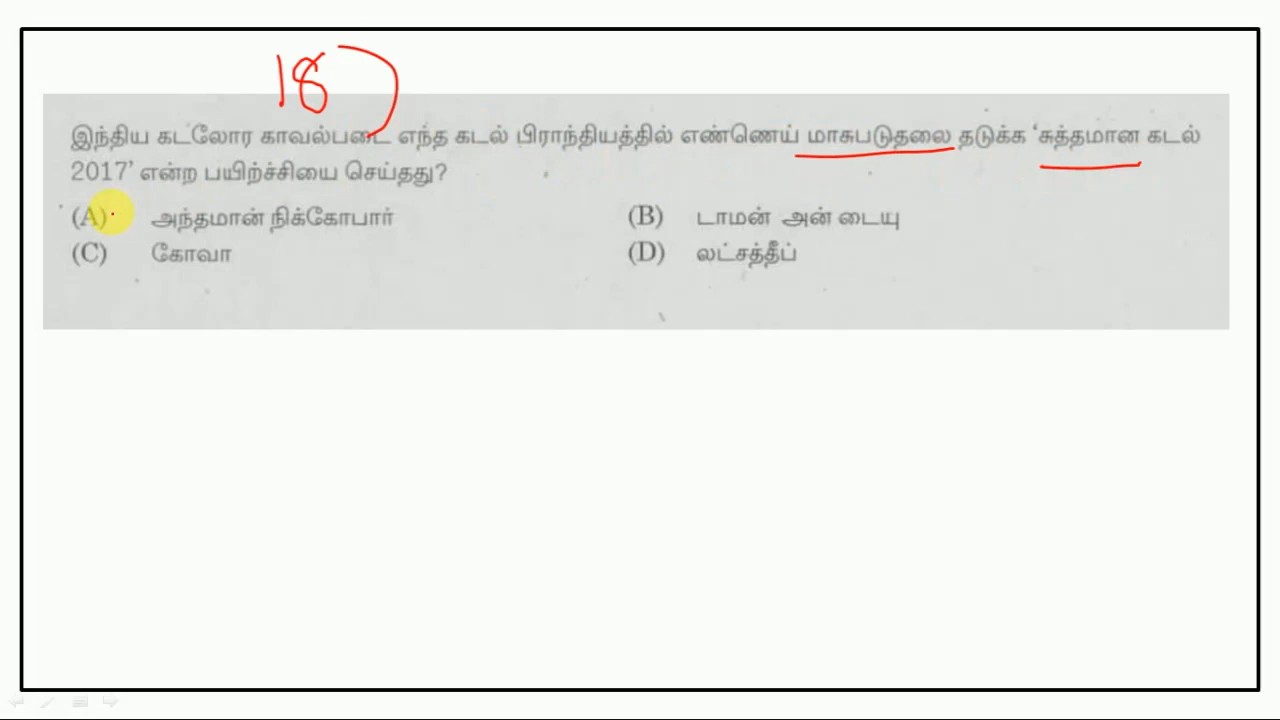 18)
இந்திய கடலோர காவல்படை எந்த கடல் பிராந்தியத்தில் எண்ணெய் மாசுபடுதலை தடுக்க ‘சுத்தமான கடல்
2017’ என்ற பயிற்ச்சியை செய்தது?
(A) அந்தமான் நிக்கோபார் (B) டாமன் அன் டையு
(C) கோவா (D) லட்சத்தீப்